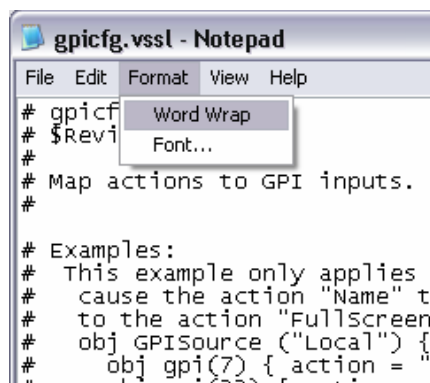 gpicfg.vssl - Notepad
File Edit Format View Help
# gpicf
# $Revi
Word Wrap
Font...
#
# Map actions to GPI inputs.
#
# Examples:
#  This example only applies
#   cause the action "Name" t
#   to the action "FullScreen
#   obj GPISource ("Local") {
#     obj gpi(7) { action = "